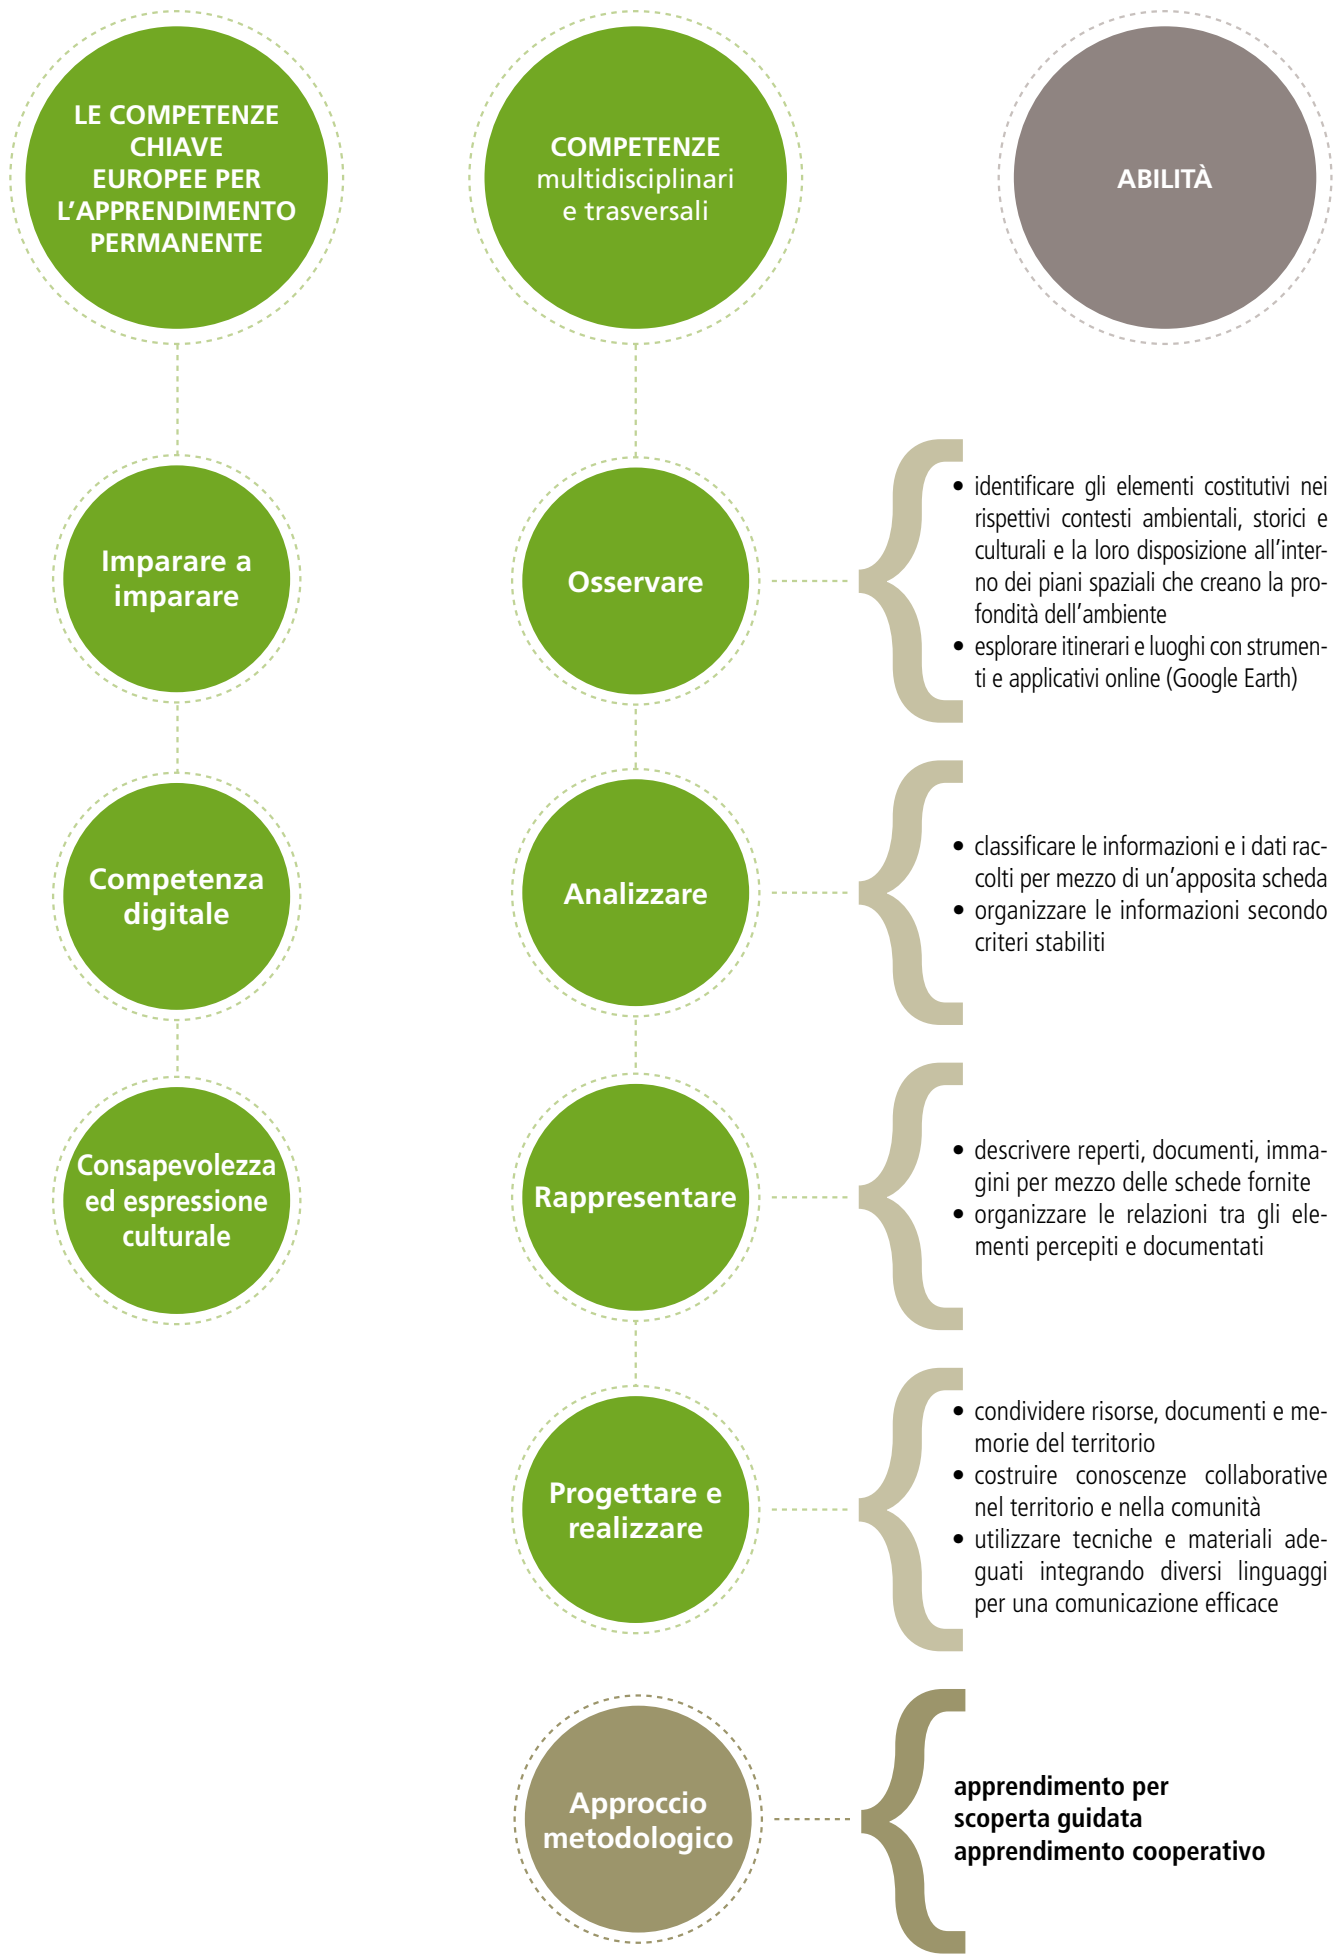 LE COMPETENZE
CHIAVE
EUROPEE PER
L’APPRENDIMENTO
PERMANENTE
COMPETENZE
multidisciplinari
e trasversali
ABILITÀ
Imparare a
imparare
Competenza
digitale
Consapevolezza
ed espressione
culturale
Osservare
• identificare gli elementi costitutivi nei
rispettivi contesti ambientali, storici e
culturali e la loro disposizione all’inter-
no dei piani spaziali che creano la pro-
fondità dell’ambiente
• esplorare itinerari e luoghi con strumen-
ti e applicativi online (Google Earth)
Analizzare
• classificare le informazioni e i dati rac-
colti per mezzo di un’apposita scheda
• organizzare le informazioni secondo
criteri stabiliti
Rappresentare
• descrivere reperti, documenti, imma-
gini per mezzo delle schede fornite
• organizzare le relazioni tra gli ele-
menti percepiti e documentati
Progettare e
realizzare
• condividere risorse, documenti e me-
morie del territorio
• costruire conoscenze collaborative
nel territorio e nella comunità
• utilizzare tecniche e materiali ade-
guati integrando diversi linguaggi
per una comunicazione efficace
Approccio
metodologico
apprendimento per
scoperta guidata
apprendimento cooperativo